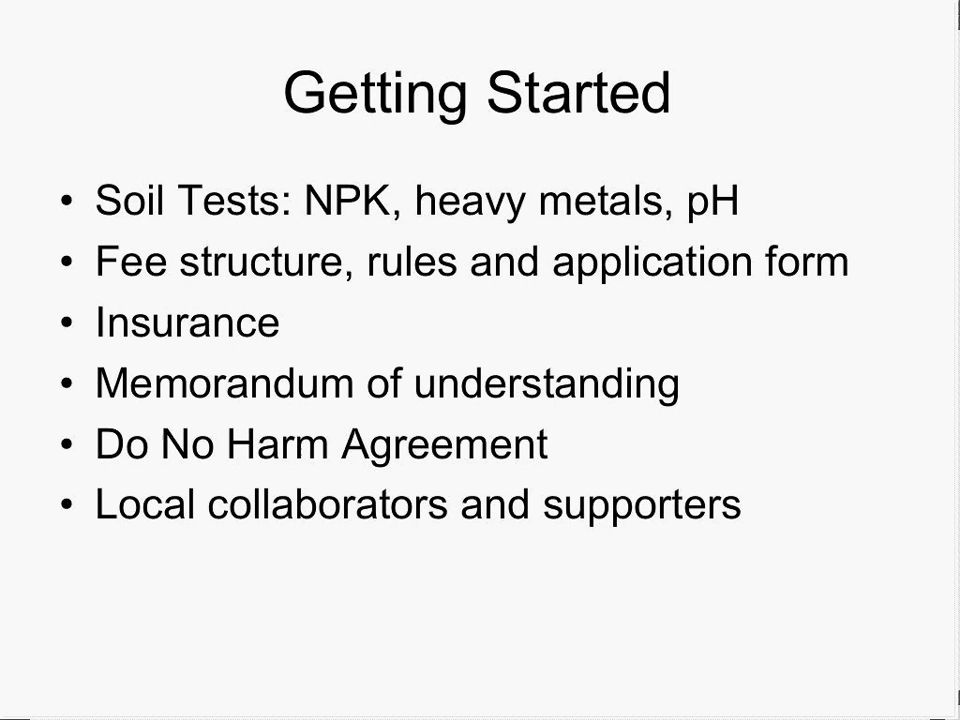 Getting Started
• Soil Tests: NPK, heavy metals, pH
• Fee structure, rules and application form
• Insurance
• Memorandum of understanding
• Do No Harm Agreement
• Local collaborators and supporters